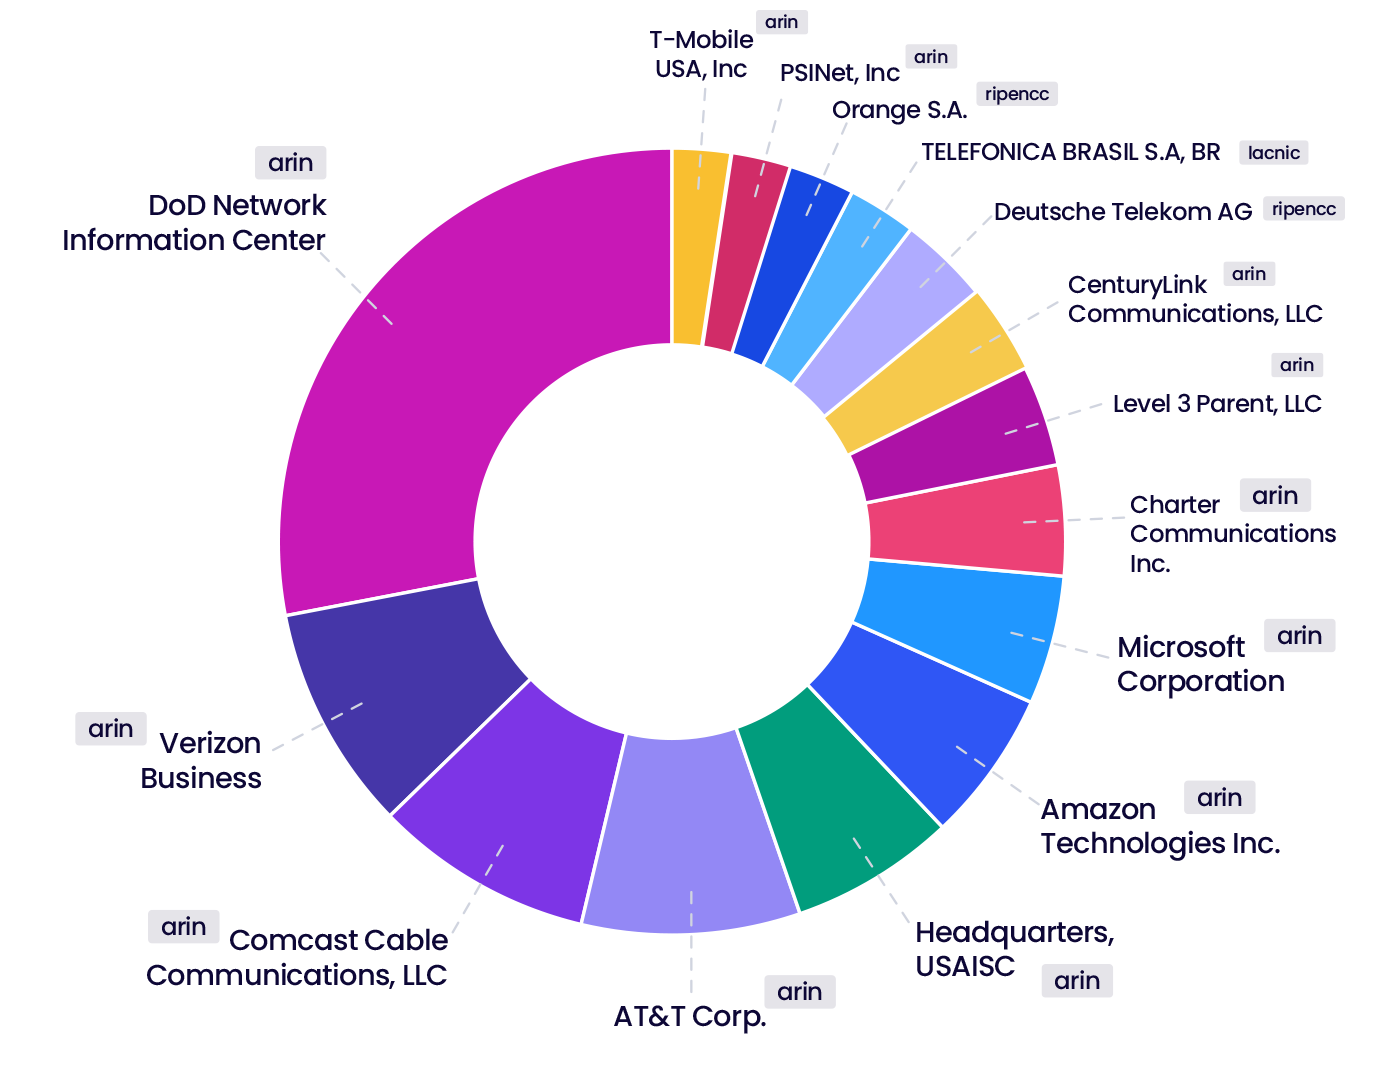 arin
T-Mobile
USA, Inc
arin
PSINet, Inc
ripencc
Orange S.A.
TELEFONICA BRASIL S.A, BR
lacnic
Deutsche Telekom AG
ripencc
arin
CenturyLink
Communications, LLC
arin
Level 3 Parent, LLC
arin
Charter
Communications
Inc.
arin
Microsoft
Corporation
arin
Amazon
Technologies Inc.
Headquarters,
USAISC
arin
arin
AT&T Corp.
arin
Comcast Cable
Communications, LLC
arin
Verizon
Business
arin
DoD Network
Information Center